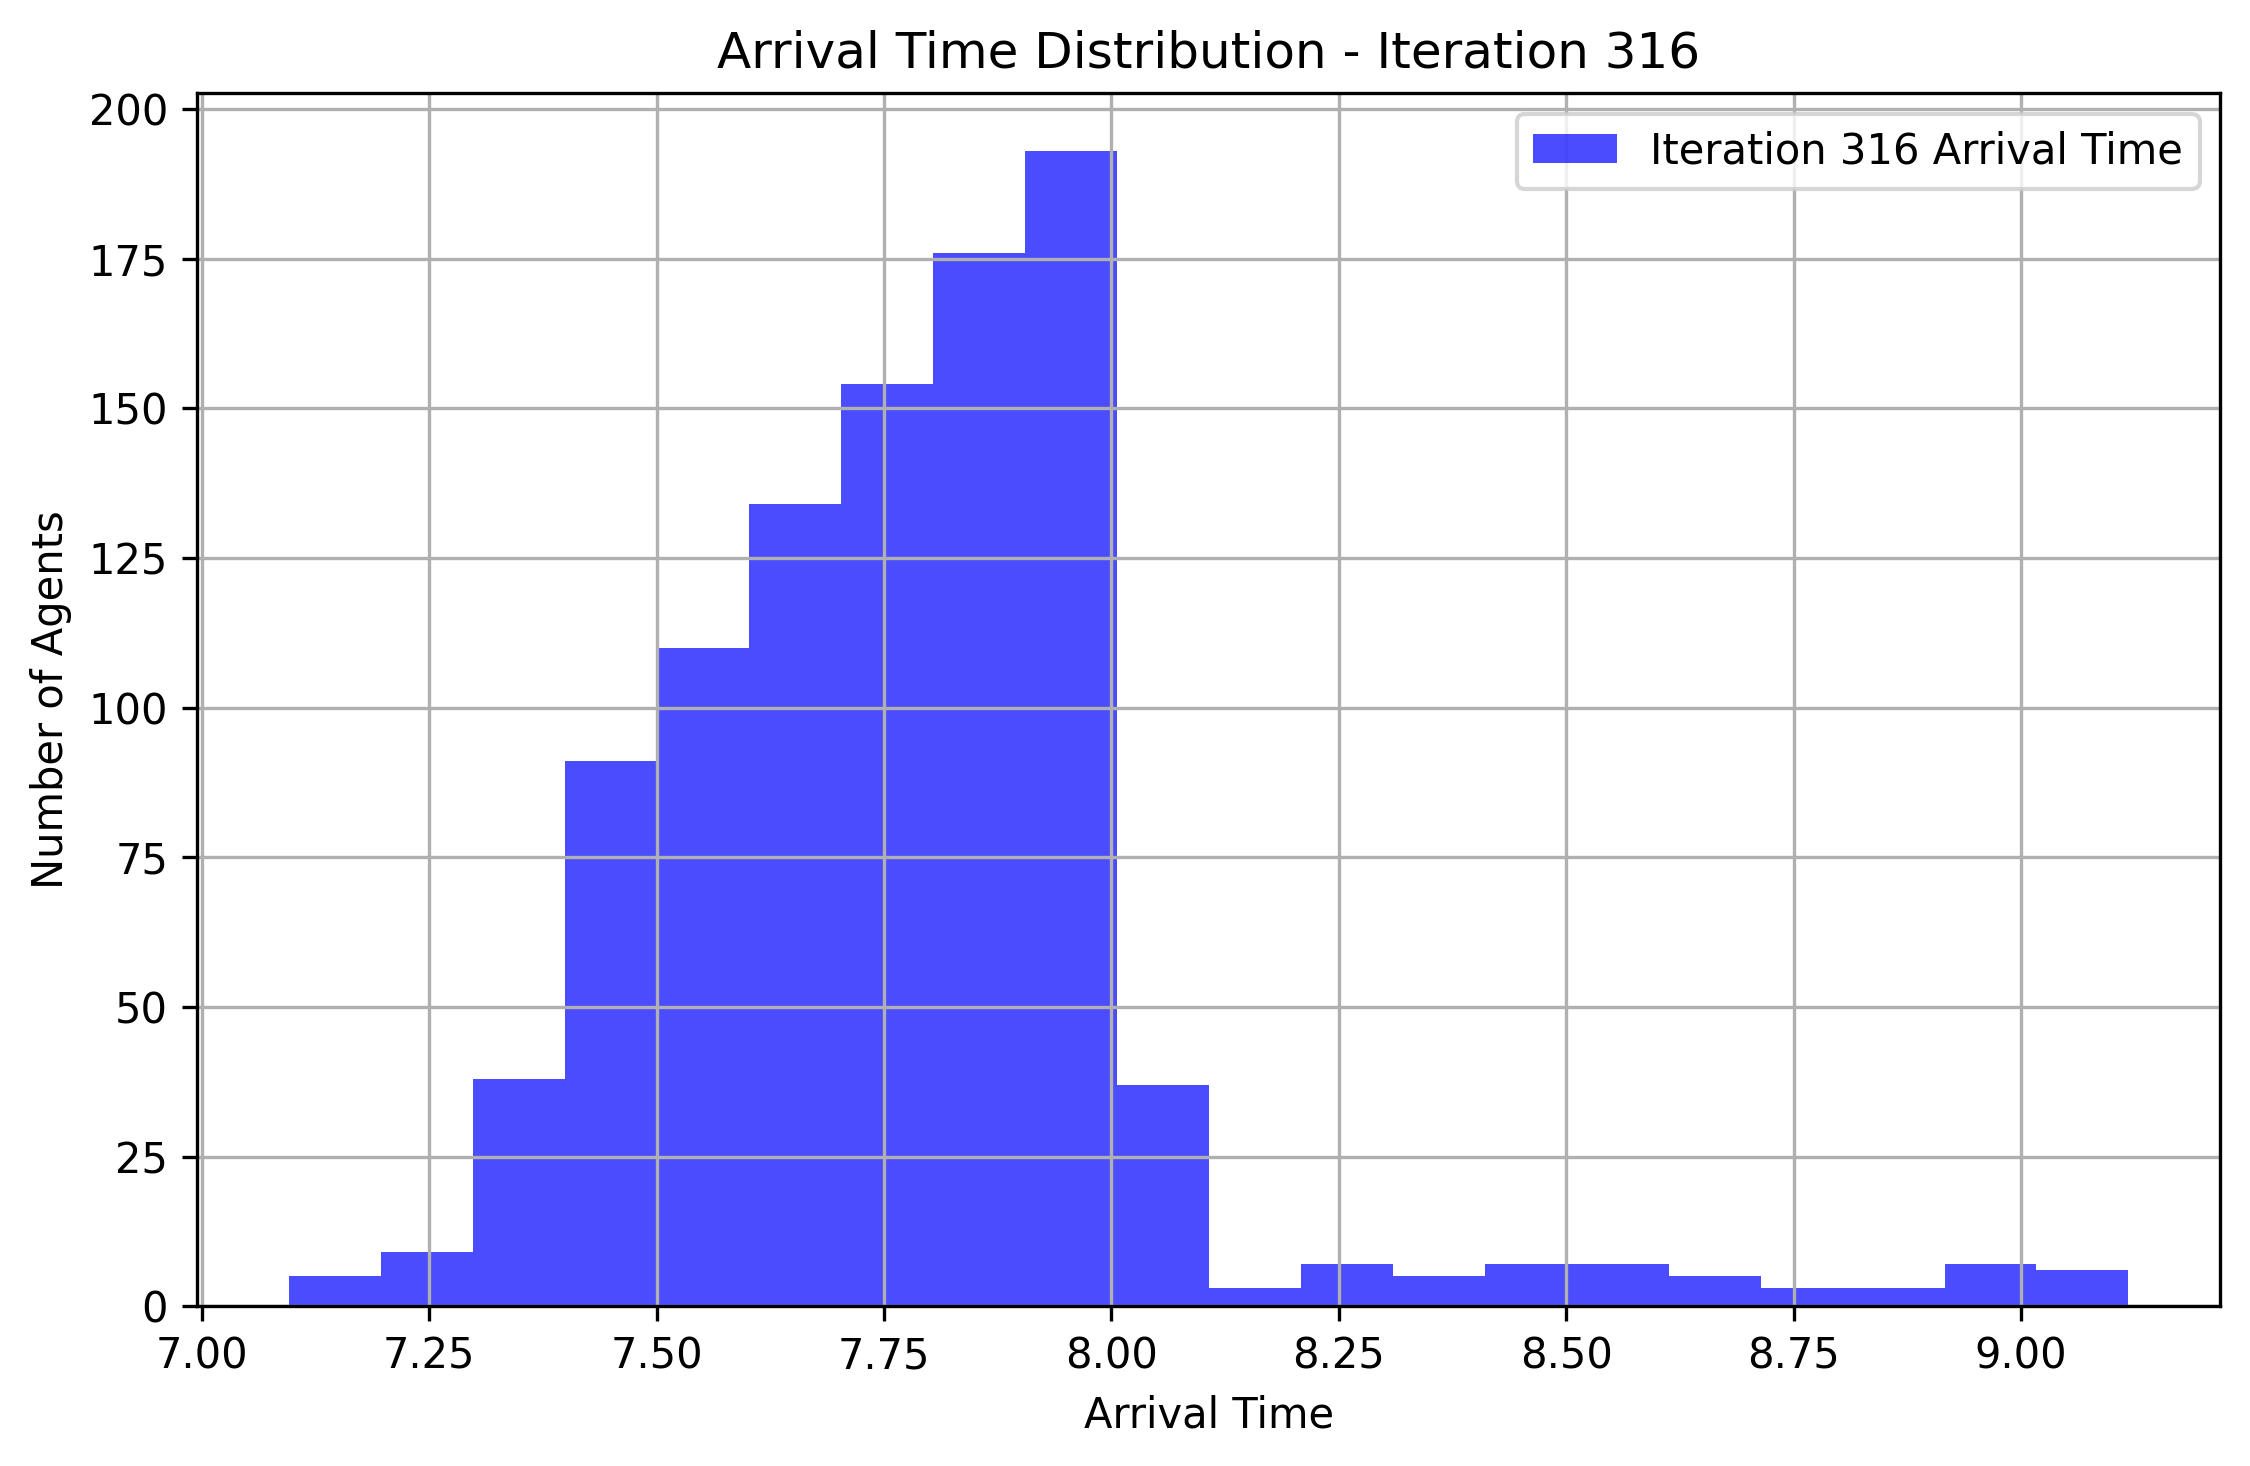 Arrival Time Distribution - Iteration 316
Iteration 316 Arrival Time
Number of Agents
200
175
150
125
100
75
50
25
0
7.00 7.25 7.50 7.75 8.00 8.25 8.50 8.75 9.00
Arrival Time